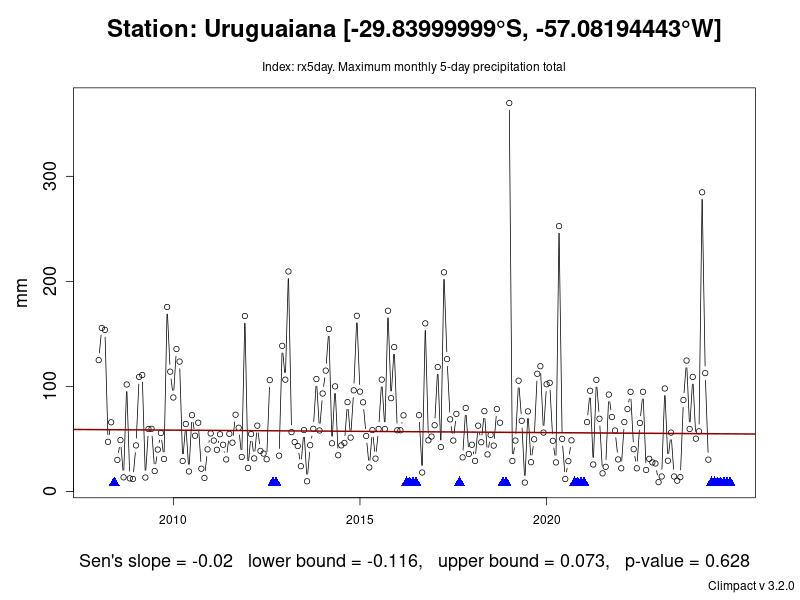 Station: Uruguaiana [-29.83999999°S, -57.08194443°W]
Index: rx5day. Maximum monthly 5-day precipitation total
mm
300
200
100
0
2010 2015 2020
Sen's slope = -0.02 lower bound = -0.116, upper bound = 0.073, p-value = 0.628
Climpact v 3.2.0